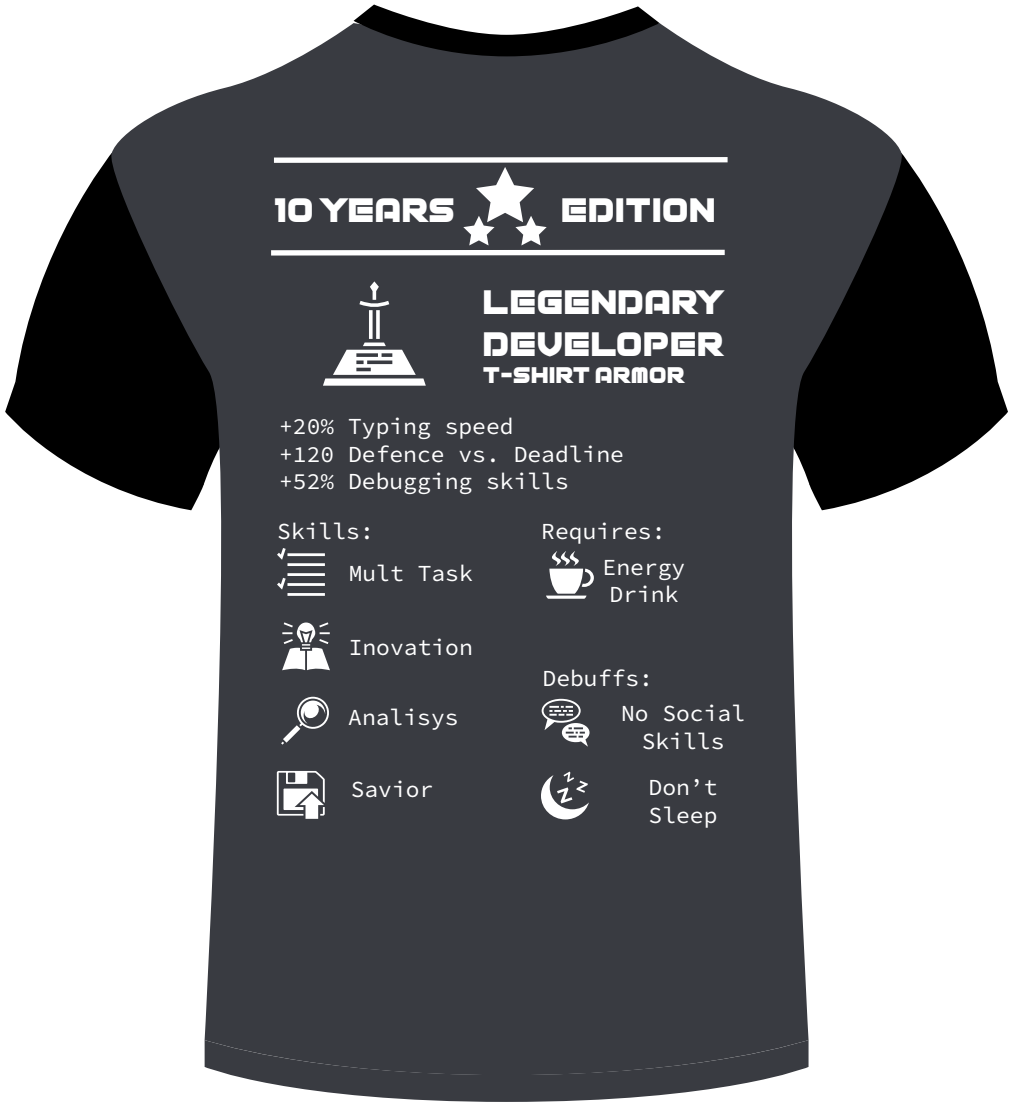 10 YEARS EDITION
LEGENDARY
DEVELOPER
T-SHIRT ARMOR
+20% Typing speed
+120 Defence vs. Deadline
+52% Debugging skills
Skills:
Mult Task
Inovation
Analisys
Savior
Requires:
Energy
Drink
Debuffs:
No Social
Skills
Don’t
Sleep